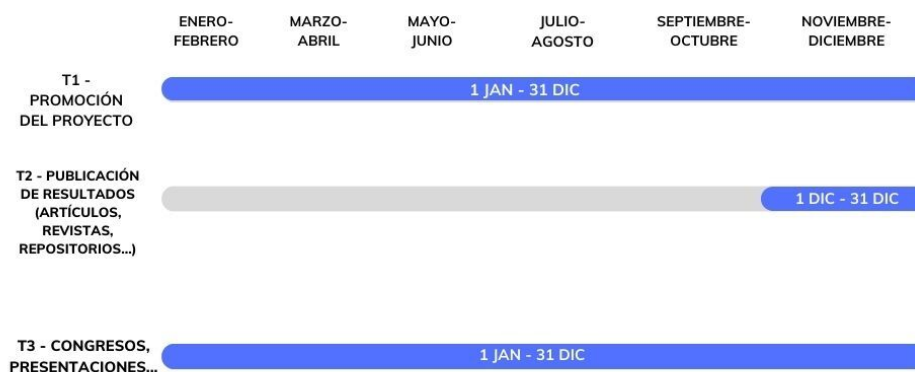 ENERO-
FEBRERO
MARZO-
ABRIL
MAYO-
JUNIO
JULIO-
AGOSTO
SEPTIEMBRE-
OCTUBRE
NOVIEMBRE-
DICIEMBRE
T1 -
PROMOCIÓN
DEL PROYECTO
1 JAN - 31 DIC
T2 - PUBLICACIÓN
DE RESULTADOS
(ARTÍCULOS,
REVISTAS,
REPOSITORIOS...)
1 DIC - 31 DIC
T3 - CONGRESOS,
PRESENTACIONES...
1 JAN - 31 DIC